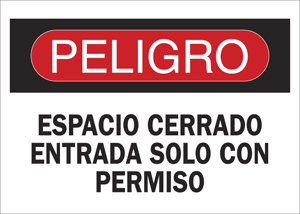 PELIGRO
ESPACIO CERRADO
ENTRADA SOLO CON
PERMISO